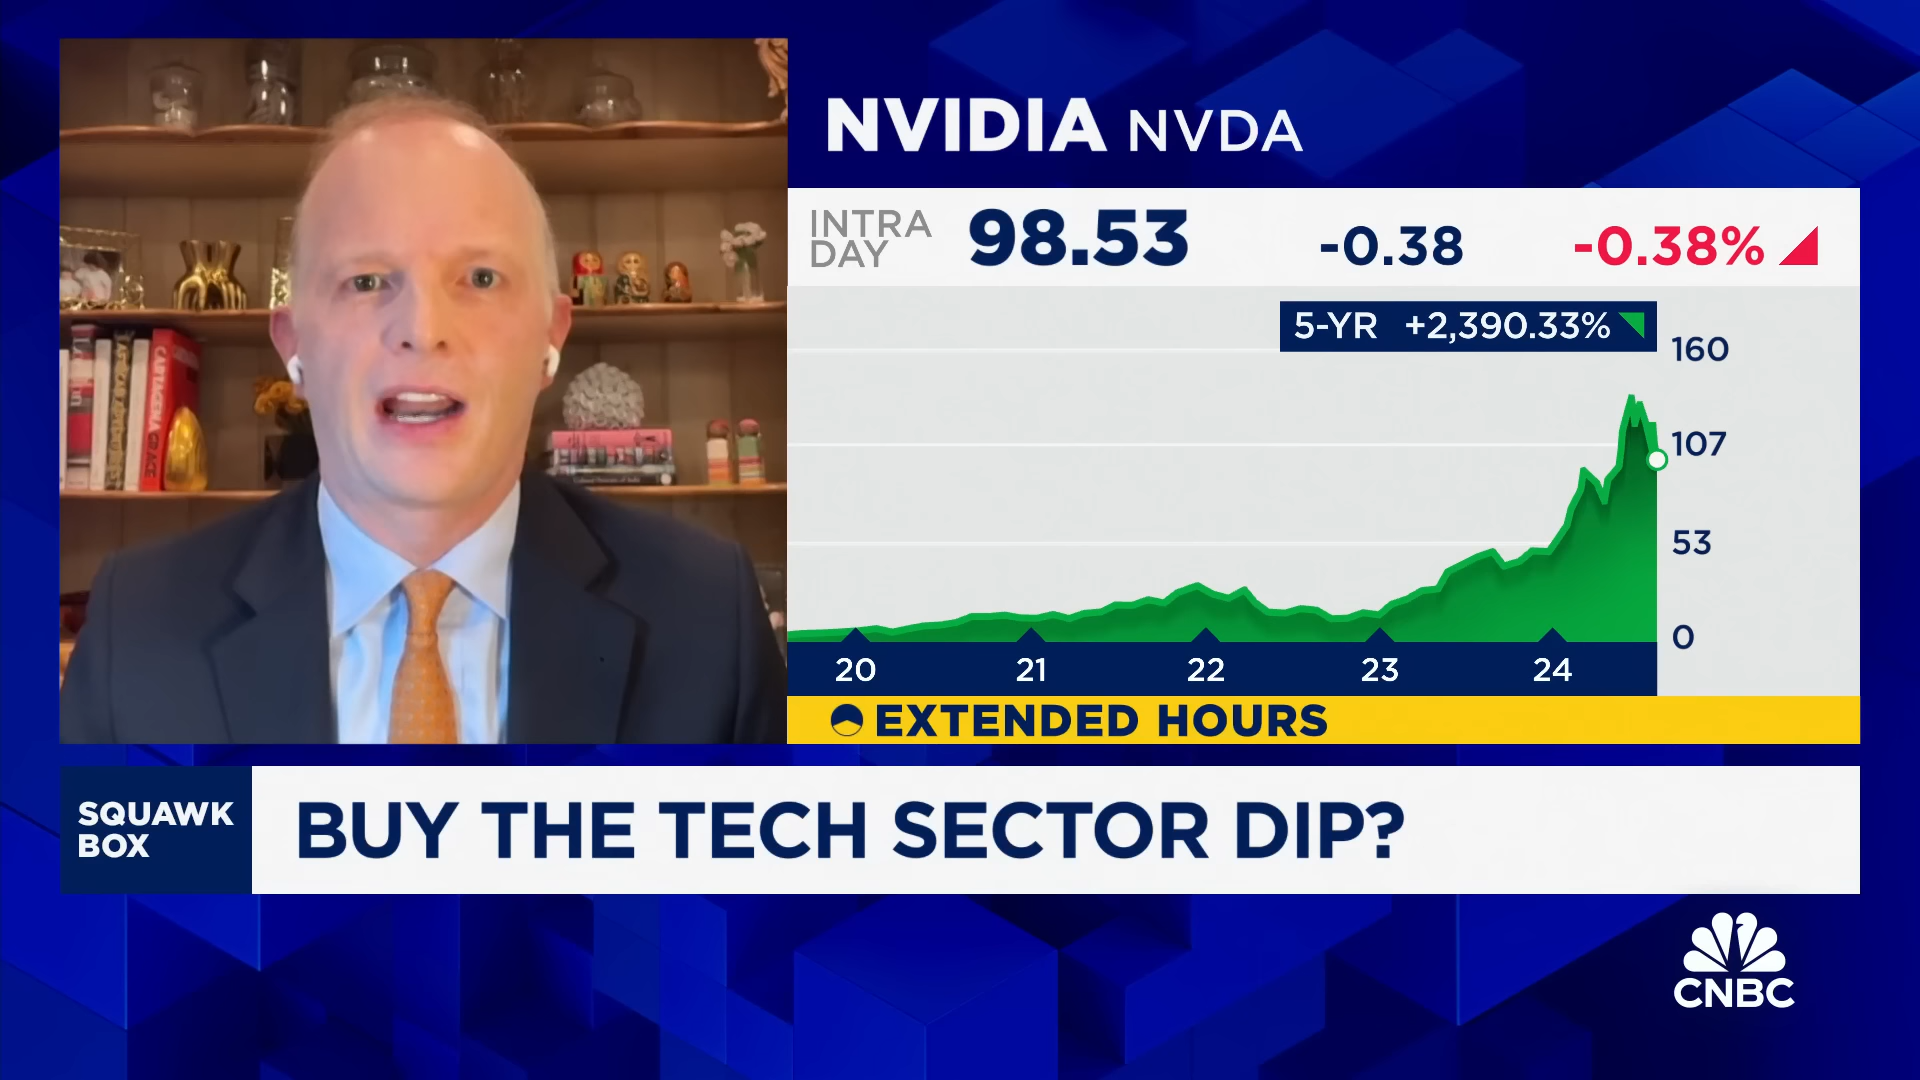 NVIDIA NVDA
INTRA
DAY
98.53
-0.38
-0.38%
5-YR +2,390.33%
160
107
53
0
20
21
22
23
24
EXTENDED HOURS
CARTAGENA
SQUAWK
BOX
BUY THE TECH SECTOR DIP?
CNBC